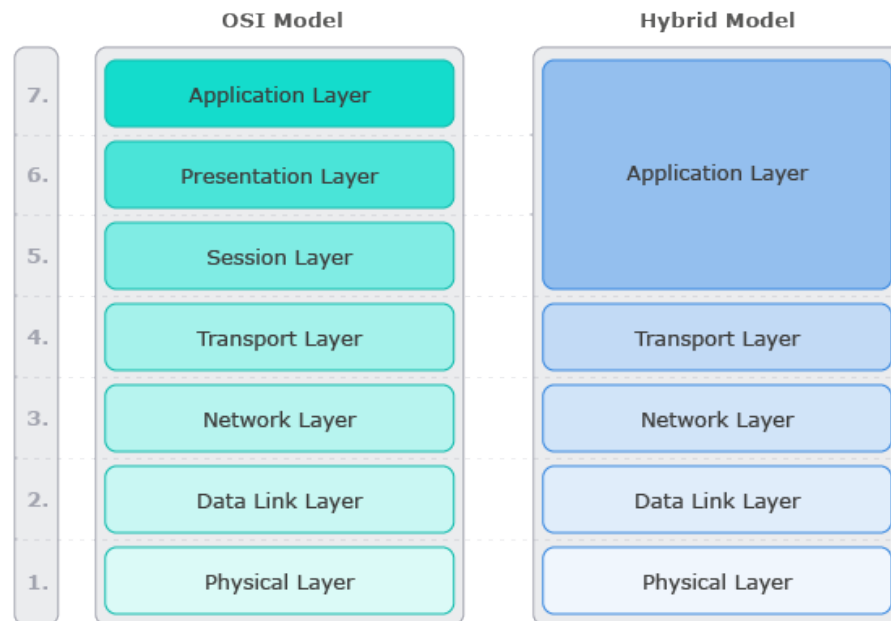 OSI Model Hybrid Model
7. Application Layer
6. Presentation Layer Application Layer
5. Session Layer
4. Transport Layer Transport Layer
3. Network Layer Network Layer
2. Data Link Layer Data Link Layer
1. Physical Layer Physical Layer